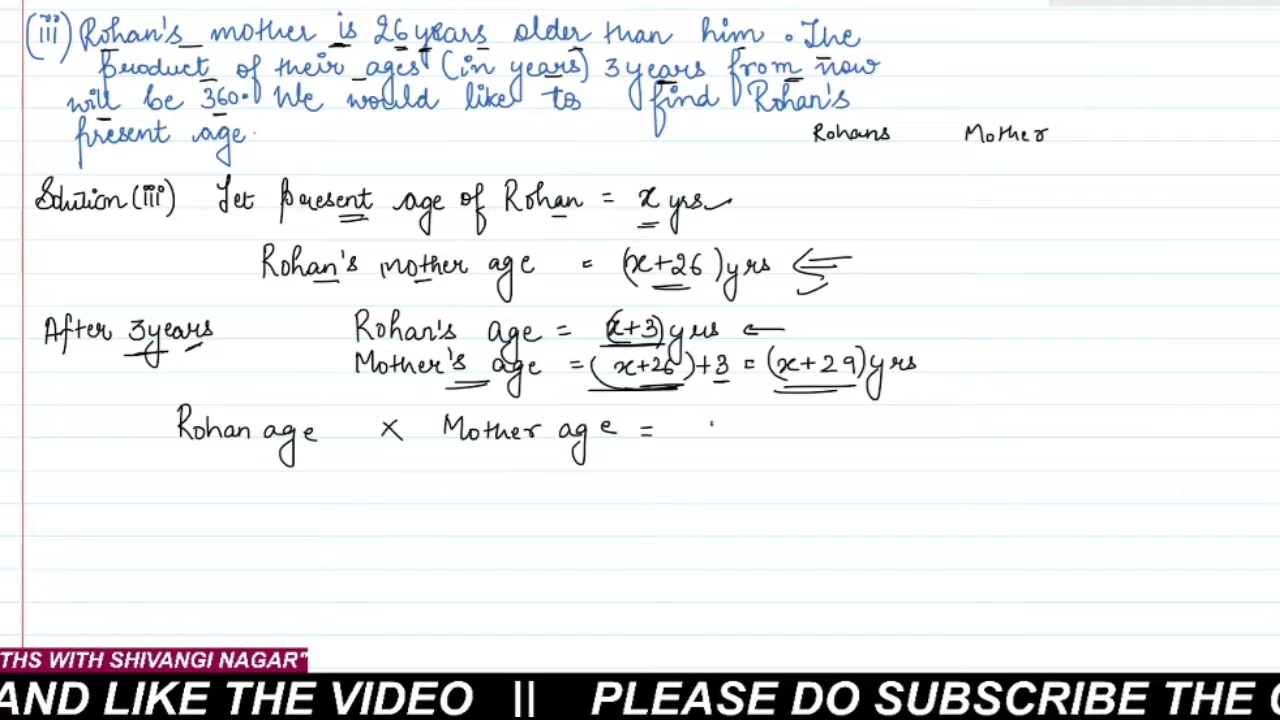 (iii) Rohan's mother is 26 years older than him. The
product of their ages (in years) 3 years from now
will be 360. We would like to find Rohan's
present age.
Rohans Mother
Solution (iii) Let present age of Rohan = x yrs
Rohan's mother age = (x+26) yrs
After 3 years Rohan's age = (x+3) yrs
Mother's age = (x+26)+3 = (x+29) yrs
Rohan age × Mother age =
THS WITH SHIVANGI NAGAR"
AND LIKE THE VIDEO || PLEASE DO SUBSCRIBE THE